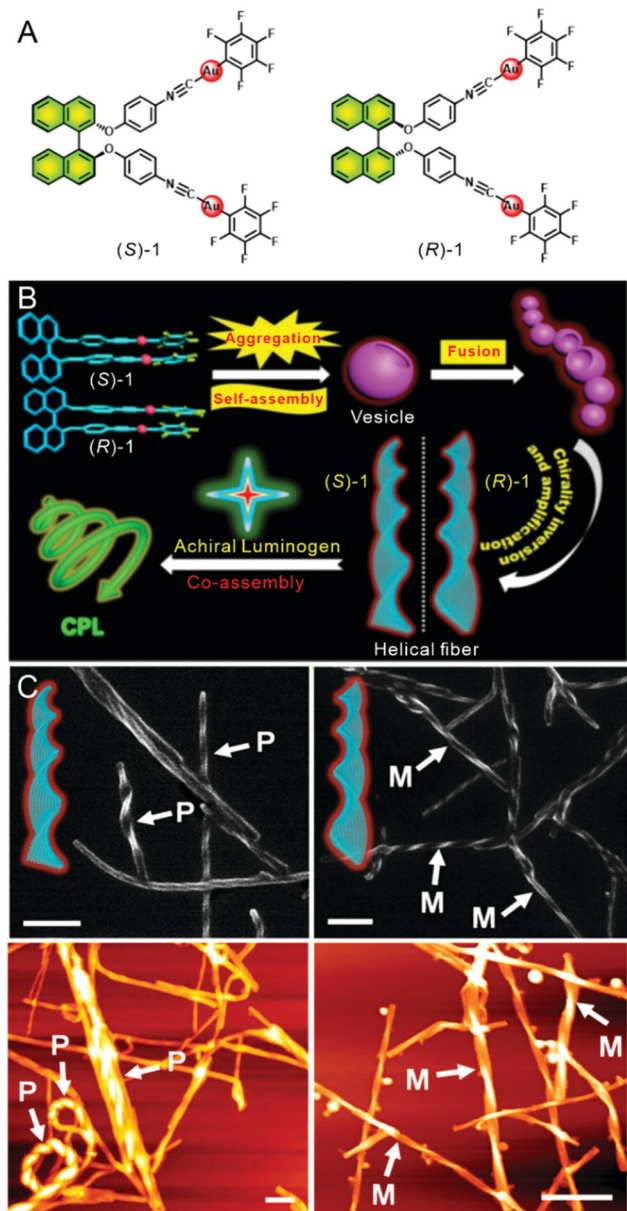 A
F F
F F
Au F Au F
F F
N≡C F N≡C F
O O
O O
F F
N≡C F N≡C F
Au F Au F
F F
F F
(S)-1 (R)-1
B
Aggregation
(S)-1
Self-assembly
(R)-1
Vesicle
Fusion
Chirality inversion
and amplification
(S)-1 (R)-1
Helical fiber
Achiral Luminogen
Co-assembly
CPL
C
P
P
M
M
M
P
P
P
M
M
M